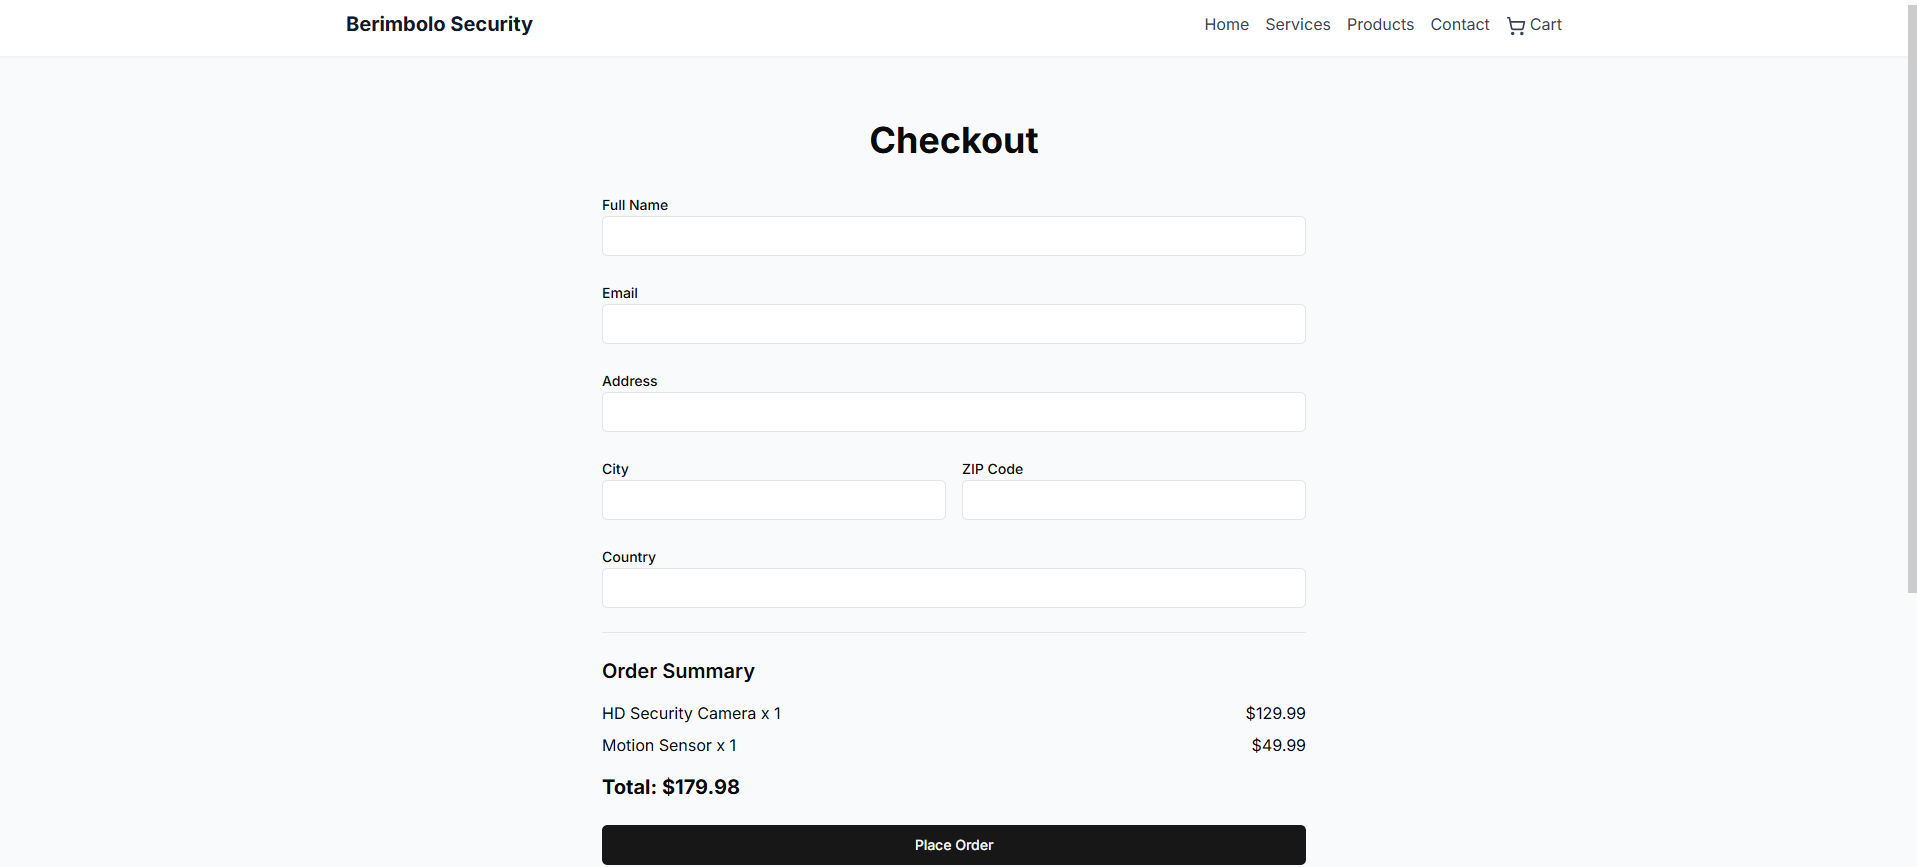 Berimbolo Security
Home Services Products Contact Cart
Checkout
Full Name
Email
Address
City ZIP Code
Country
Order Summary
HD Security Camera x 1 $129.99
Motion Sensor x 1 $49.99
Total: $179.98
Place Order